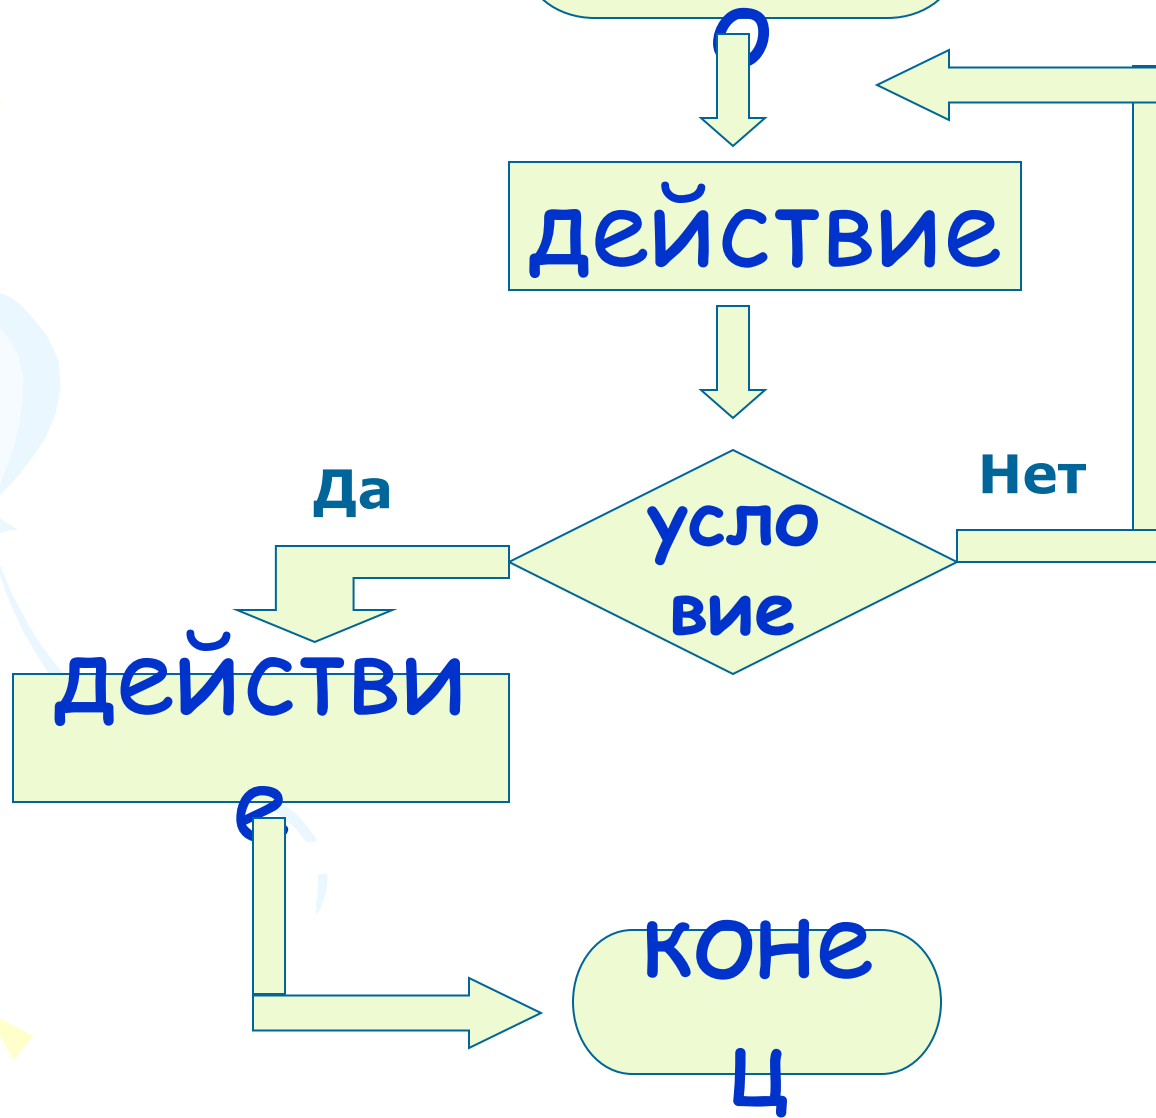 о
действие
Да
Нет
усло
вие
действи
е
коне
ц